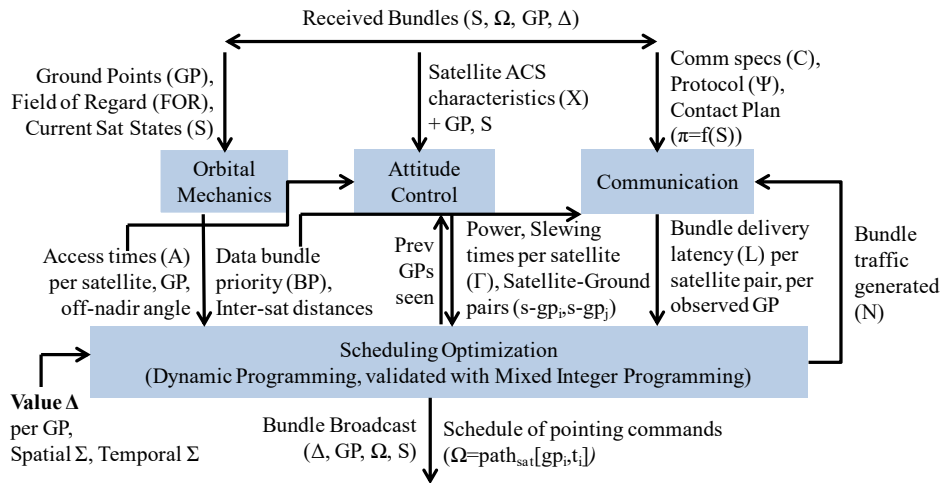 Received Bundles (S, Ω, GP, Δ)
Ground Points (GP),
Field of Regard (FOR),
Current Sat States (S)
Satellite ACS
characteristics (X)
+ GP, S
Comm specs (C),
Protocol (Ψ),
Contact Plan
(π=f(S))
Orbital
Mechanics
Attitude
Control
Communication
Access times (A)
per satellite, GP,
off-nadir angle
Data bundle
priority (BP),
Inter-sat distances
Prev
GPs
seen
Power, Slewing
times per satellite
(Γ), Satellite-Ground
pairs (s-gpᵢ,s-gpⱼ)
Bundle delivery
latency (L) per
satellite pair, per
observed GP
Bundle
traffic
generated
(N)
Scheduling Optimization
(Dynamic Programming, validated with Mixed Integer Programming)
Value Δ
per GP,
Spatial Σ, Temporal Σ
Bundle Broadcast
(Δ, GP, Ω, S)
Schedule of pointing commands
(Ω=path_sat[gpᵢ,tᵢ])